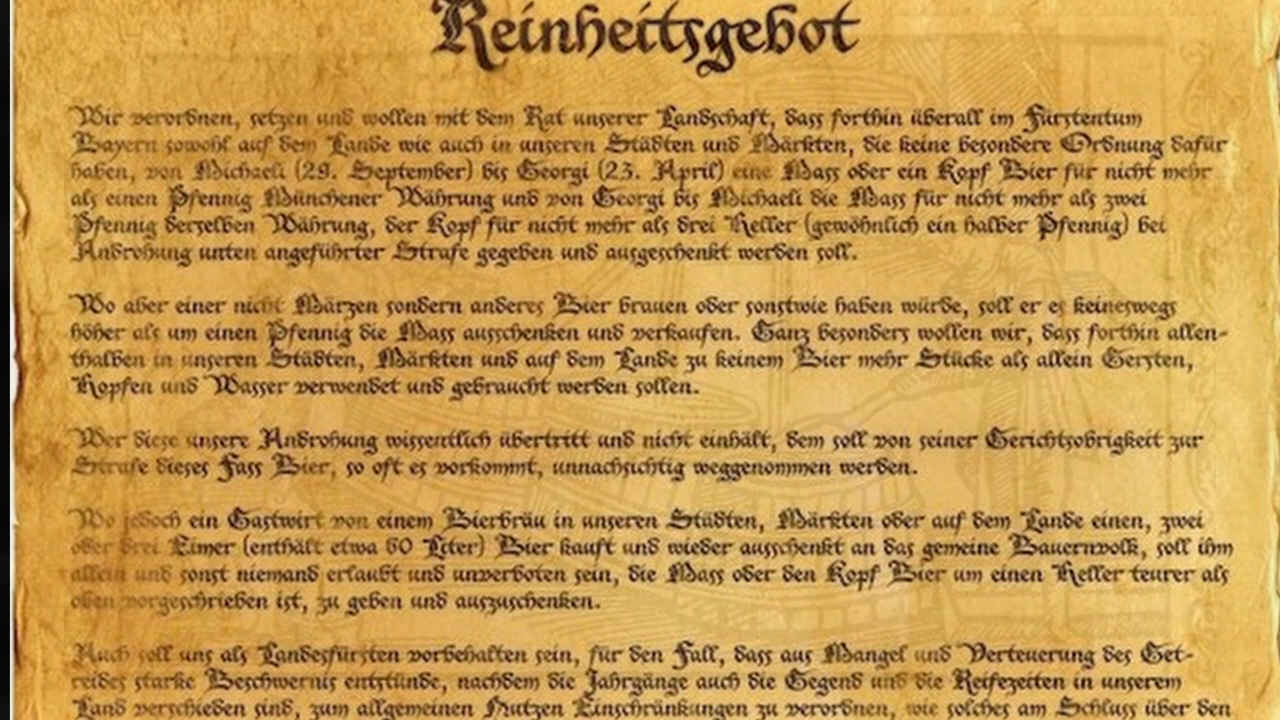 Reinheitsgebot
Wir verordnen, setzen und wollen mit dem Rat unserer Landschaft, dass forthin überall im Fürstentum
Bayern sowohl auf dem Lande wie auch in unseren Städten und Märkten, die keine besondere Ordnung dafür
haben, von Michaeli (29. September) bis Georgi (23. April) eine Mass oder ein Kopf Bier für nicht mehr
als einen Pfennig Münchener Währung und von Georgi bis Michaeli die Mass für nicht mehr als zwei
Pfennig derselben Währung, der Kopf für nicht mehr als drei Heller (gewöhnlich ein halber Pfennig) bei
Androhung unten angeführter Strafe gegeben und ausgeschenkt werden soll.
Wo aber einer nicht Märzen sondern anderes Bier brauen oder sonstwie haben würde, soll er es keineswegs
höher als um einen Pfennig die Mass ausschenken und verkaufen. Ganz besonders wollen wir, dass forthin allen-
thalben in unseren Städten, Märkten und auf dem Lande zu keinem Bier mehr Stücke als allein Gersten,
Hopfen und Wasser verwendet und gebraucht werden sollen.
Wer diese unsere Androhung wissentlich übertritt und nicht einhält, dem soll von seiner Gerichtsobrigkeit zur
Strafe dieses Fass Bier, so oft es vorkommt, unnachsichtig weggenommen werden.
Wo jedoch ein Gastwirt von einem Bierbräu in unseren Städten, Märkten oder auf dem Lande einen, zwei
oder drei Eimer (enthält etwa 60 Liter) Bier kauft und wieder ausschenkt an das gemeine Bauernvolk, soll ihm
allein und sonst niemand erlaubt und unverboten sein, die Mass oder den Kopf Bier um einen Heller teurer als
oben vorgeschrieben ist, zu geben und auszuschenken.
Auch soll uns als Landesfürsten vorbehalten sein, für den Fall, dass aus Mangel und Verteuerung des Get-
reides starke Beschwernis entstünde, nachdem die Jahrgänge auch die Gegend und die Reifezeiten in unserem
Land verschieden sind, zum allgemeinen Nutzen Einschränkungen zu verordnen, wie solches am Schluss über den